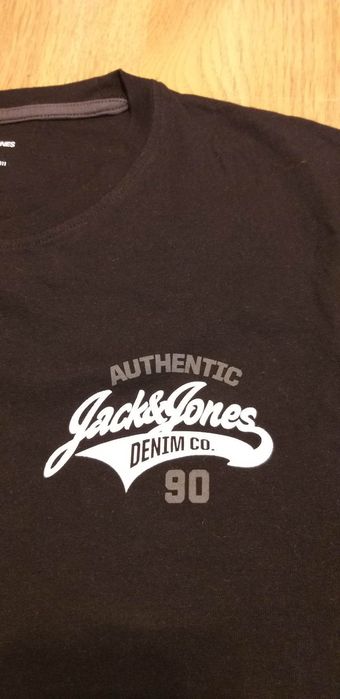 AUTHENTIC
Jack&Jones
DENIM CO.
90